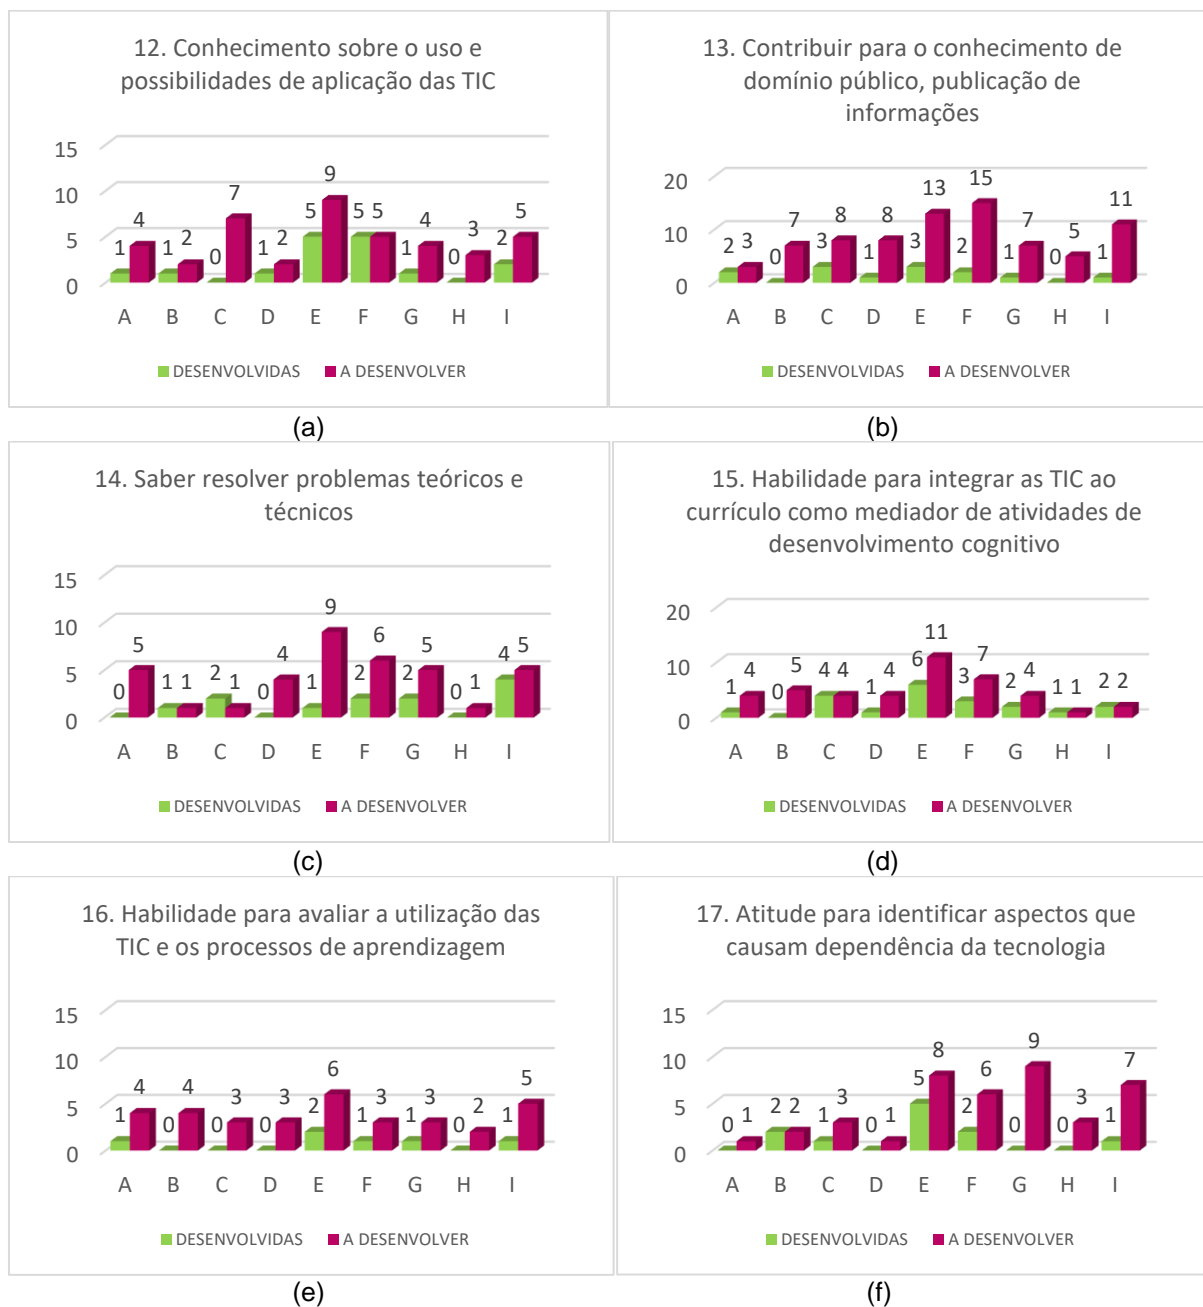 12. Conhecimento sobre o uso e
possibilidades de aplicação das TIC
15
10
5
0
1 4 1 2 0 7 1 2 5 9 5 5 1 4 0 3 2 5
A B C D E F G H I
DESENVOLVIDAS A DESENVOLVER
(a)
13. Contribuir para o conhecimento de
domínio público, publicação de
informações
20
10
0
2 3 0 7 3 8 1 8 3 13 2 15 1 7 0 5 1 11
A B C D E F G H I
DESENVOLVIDAS A DESENVOLVER
(b)
14. Saber resolver problemas teóricos e
técnicos
15
10
5
0
0 5 1 1 2 1 0 4 1 9 2 6 2 5 0 1 4 5
A B C D E F G H I
DESENVOLVIDAS A DESENVOLVER
(c)
15. Habilidade para integrar as TIC ao
currículo como mediador de atividades de
desenvolvimento cognitivo
20
10
0
1 4 0 5 4 4 1 4 6 11 3 7 2 4 1 1 2 2
A B C D E F G H I
DESENVOLVIDAS A DESENVOLVER
(d)
16. Habilidade para avaliar a utilização das
TIC e os processos de aprendizagem
15
10
5
0
1 4 0 4 0 3 0 3 2 6 1 3 1 3 0 2 1 5
A B C D E F G H I
DESENVOLVIDAS A DESENVOLVER
(e)
17. Atitude para identificar aspectos que
causam dependência da tecnologia
15
10
5
0
0 1 2 2 1 3 0 1 5 8 2 6 0 9 0 3 1 7
A B C D E F G H I
DESENVOLVIDAS A DESENVOLVER
(f)